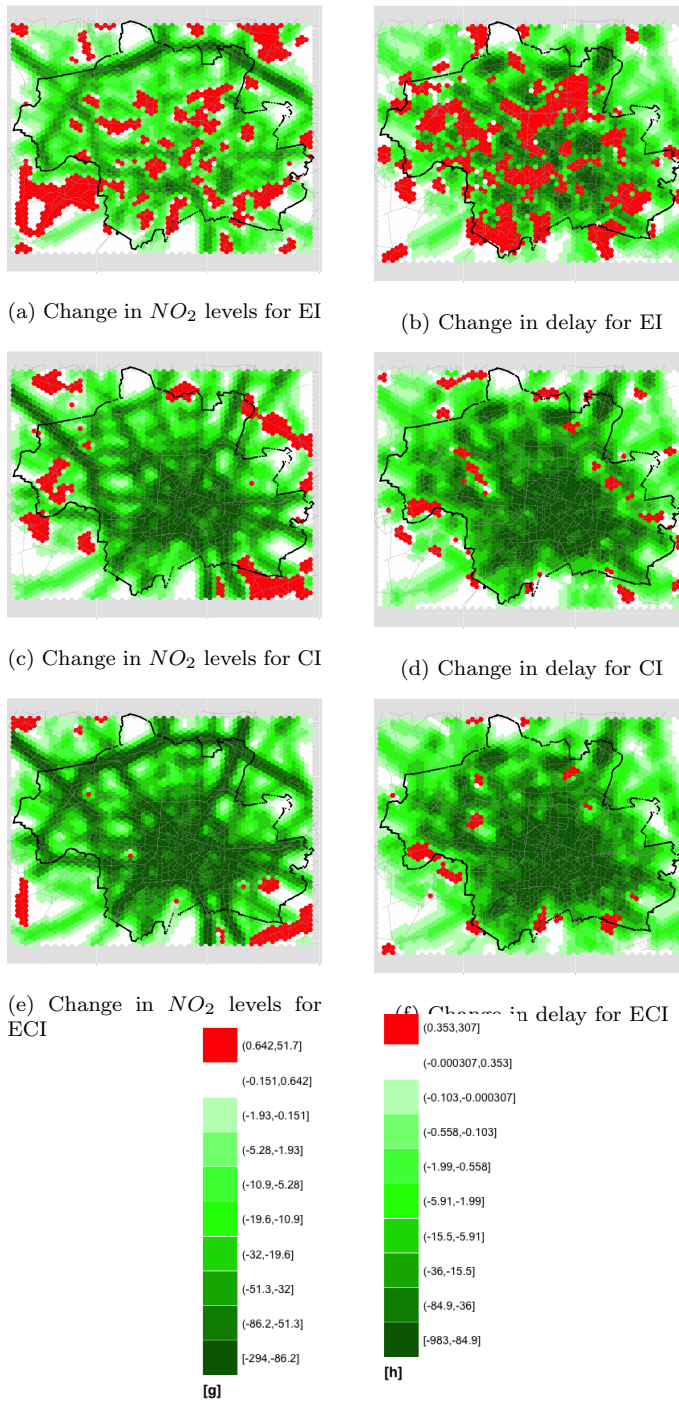 (a) Change in NO2 levels for EI
(b) Change in delay for EI
(c) Change in NO2 levels for CI
(d) Change in delay for CI
(e) Change in NO2 levels for
ECI
(f) Change in delay for ECI
(0.642,51.7]
(-0.151,0.642]
(-1.93,-0.151]
(-5.28,-1.93]
(-10.9,-5.28]
(-19.6,-10.9]
(-32,-19.6]
(-51.3,-32]
(-86.2,-51.3]
[-294,-86.2]
[g]
(0.353,307]
(-0.000307,0.353]
(-0.103,-0.000307]
(-0.558,-0.103]
(-1.99,-0.558]
(-5.91,-1.99]
(-15.5,-5.91]
(-36,-15.5]
(-84.9,-36]
[-983,-84.9]
[h]